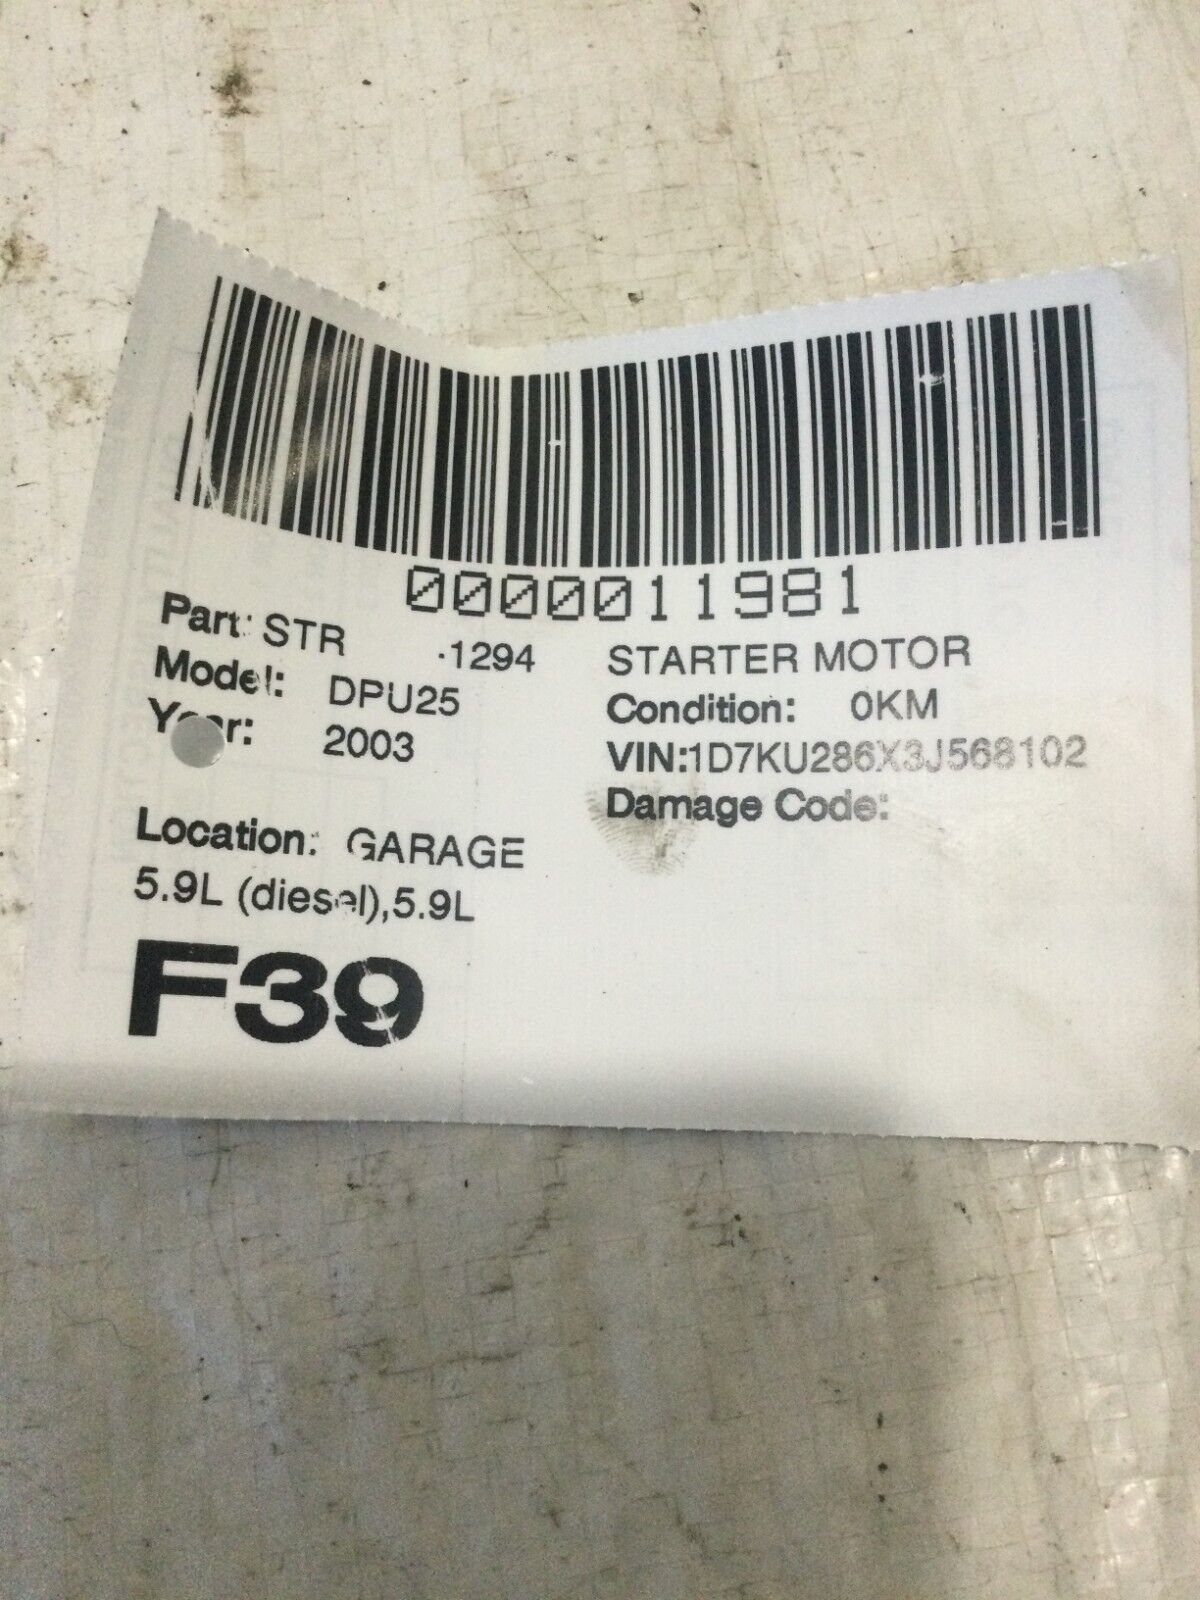 0000011981
Part: STR .1294 STARTER MOTOR
Model: DPU25 Condition: 0KM
Year: 2003 VIN:1D7KU286X3J568102
Damage Code:
Location: GARAGE
5.9L (diesel),5.9L
F39